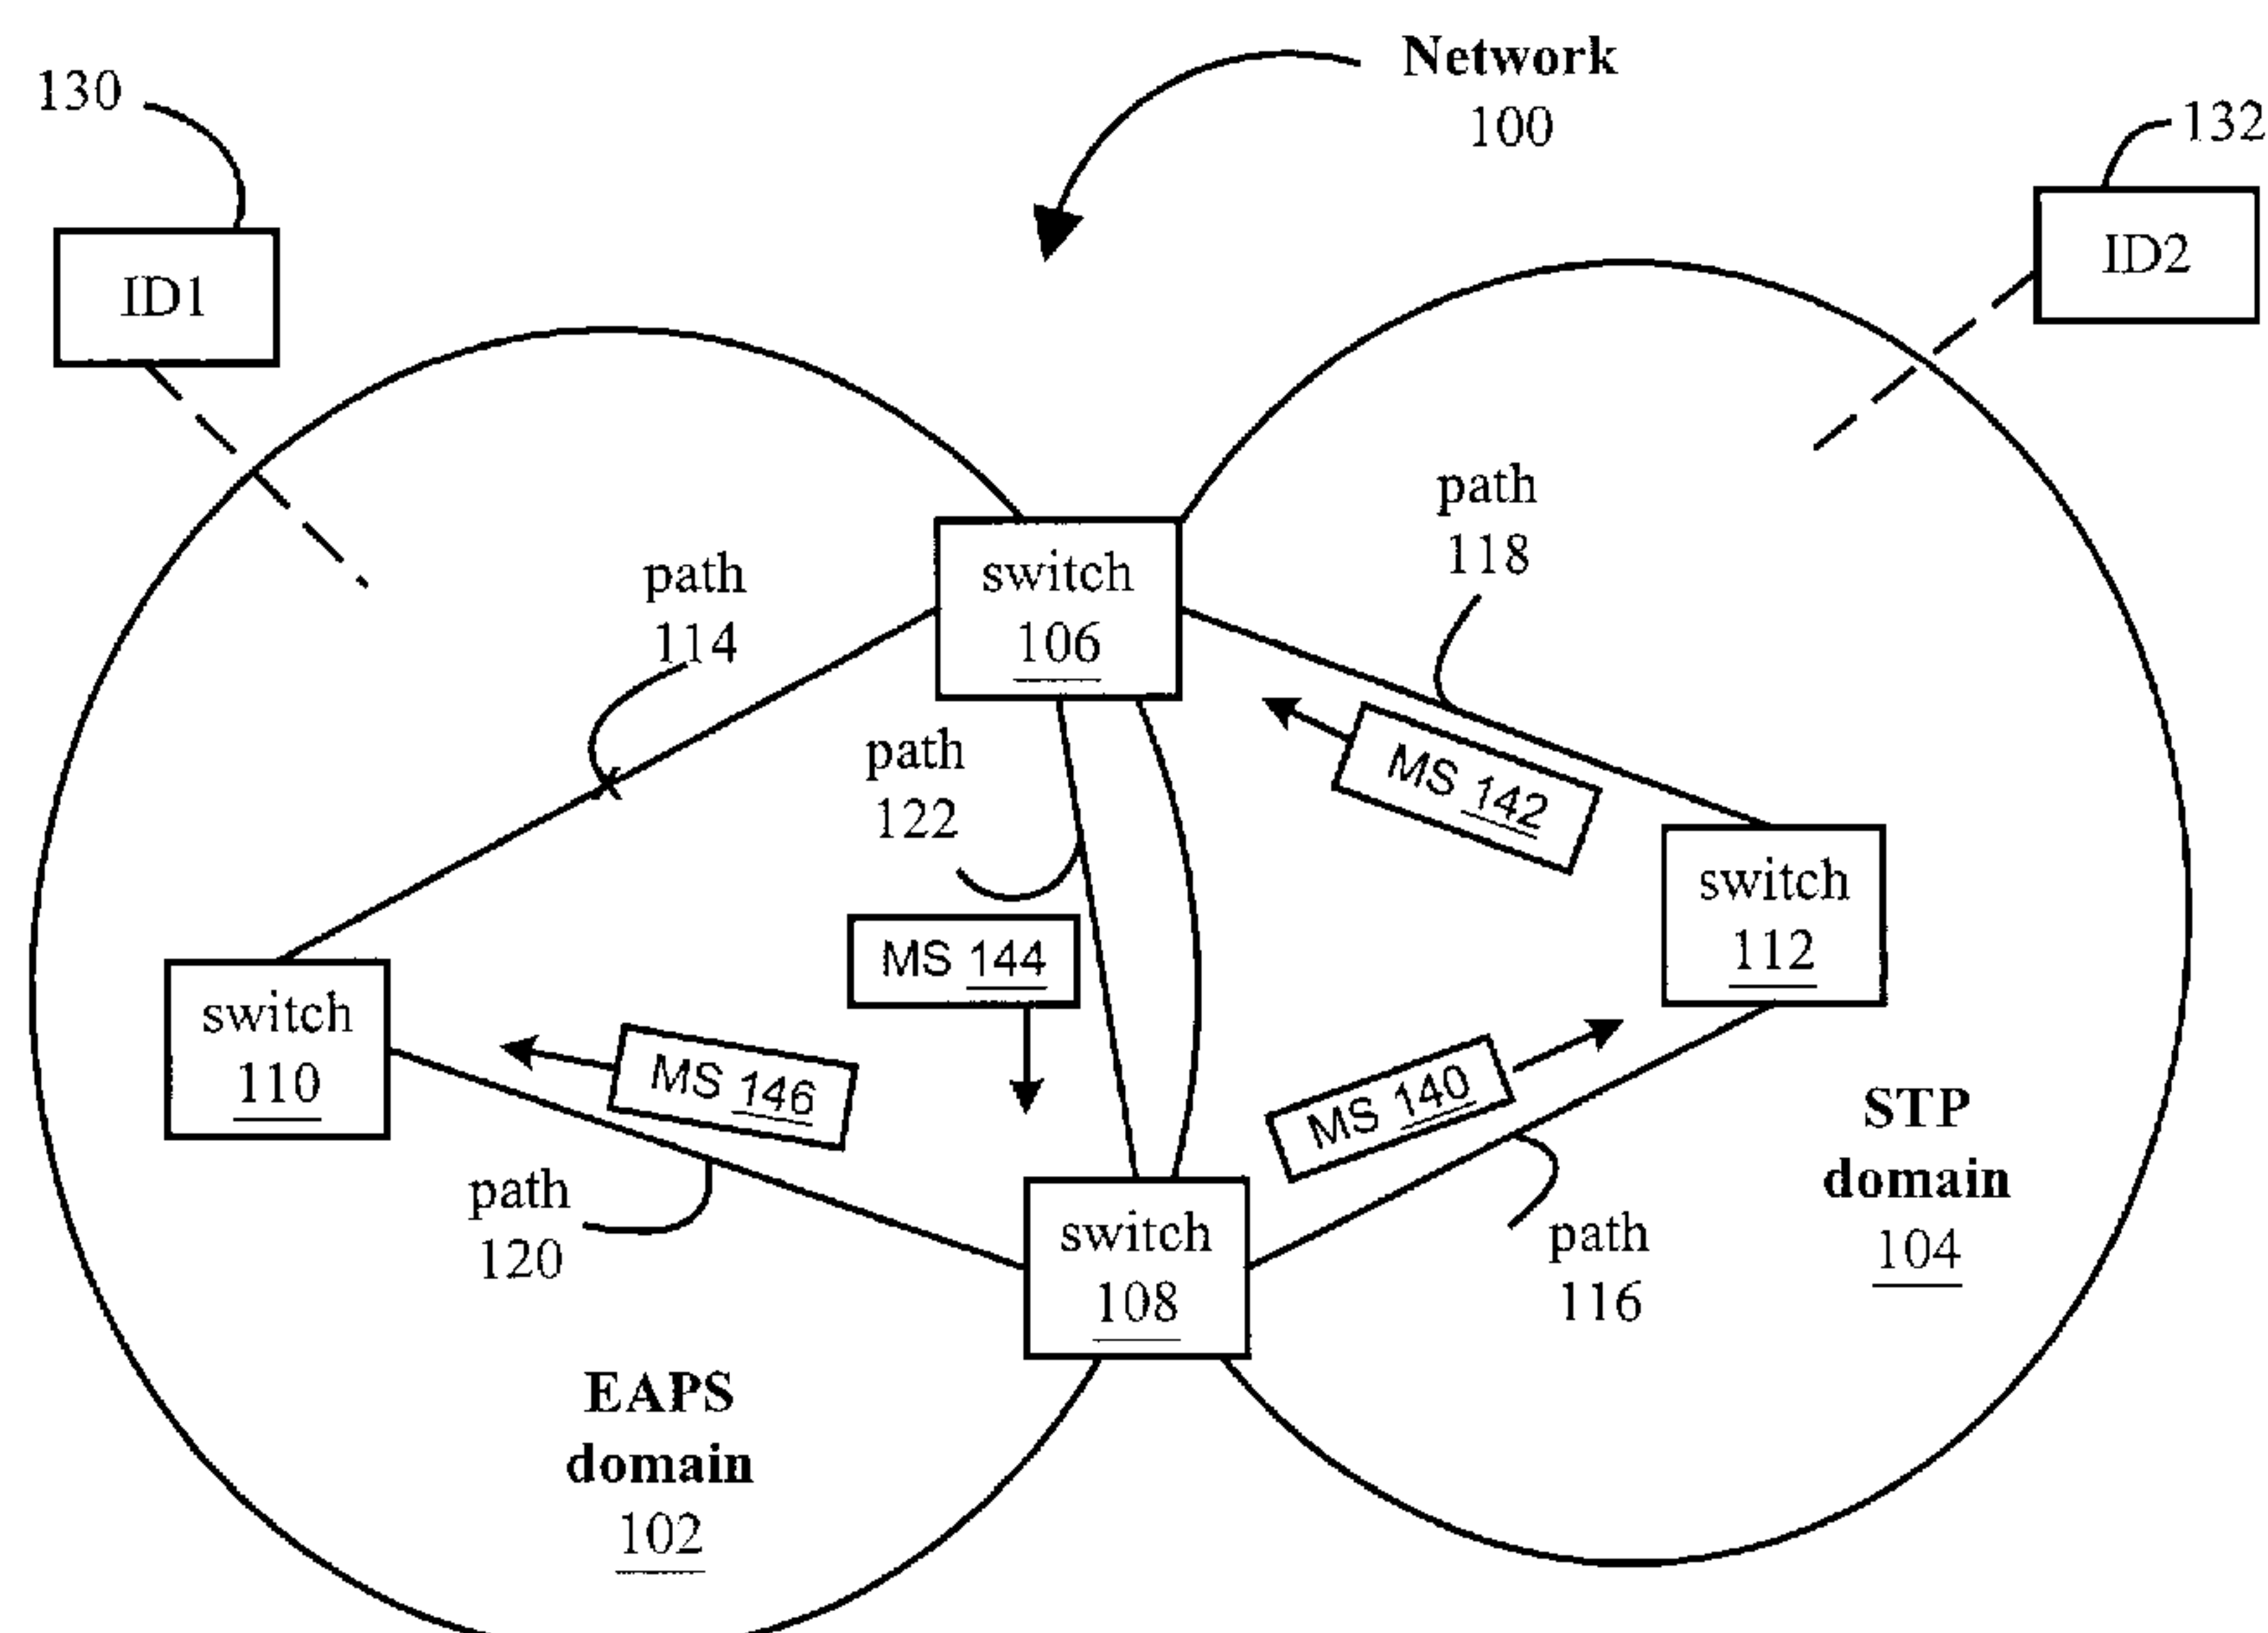 Network
100
130
132
ID1
ID2
path
118
path
114
switch
106
path
122
MS 142
switch
112
MS 144
switch
110
MS 146
MS 140
STP
domain
104
path
120
switch
108
path
116
EAPS
domain
102